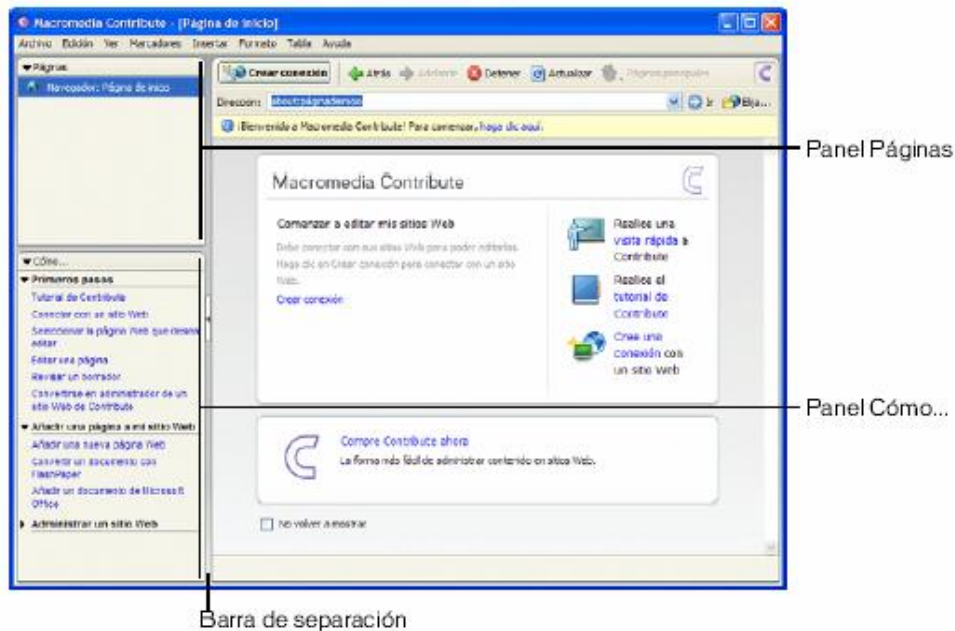 Macromedia Contribute - [Página de inicio]
Archivo Edición Ver Marcadores Insertar Formato Tabla Ayuda
Páginas
Navegador: Página de inicio
Crear conexión Atrás Adelante Detener Actualizar Páginas principales
Dirección: about:páginadeinicio Ir Elija...
¡Bienvenido a Macromedia Contribute! Para comenzar, haga clic aquí.
Panel Páginas
Macromedia Contribute
Comenzar a editar mis sitios Web
Debe conectar con sus sitios Web para poder editarlos.
Haga clic en Crear conexión para conectar con un sitio
Web.
Crear conexión
Realice una
visita rápida a
Contribute
Realice el
tutorial de
Contribute
Cree una
conexión con
un sitio Web
Cómo...
Primeros pasos
Tutorial de Contribute
Conectar con un sitio Web
Seleccionar la página Web que desea
editar
Editar una página
Revisar un borrador
Convertirse en administrador de un
sitio Web de Contribute
Añadir una página a mi sitio Web
Añadir una nueva página Web
Convertir un documento con
FlashPaper
Añadir un documento de Microsoft
Office
Administrar un sitio Web
Panel Cómo...
Compre Contribute ahora
La forma más fácil de administrar contenido en sitios Web.
No volver a mostrar
Barra de separación